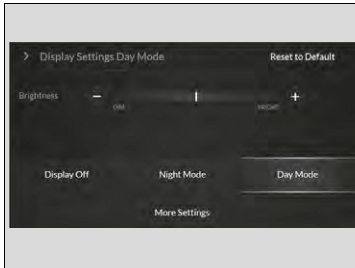 > Display Settings Day Mode
Reset to Default
Brightness - +
DIM BRIGHT
Display Off Night Mode Day Mode
More Settings